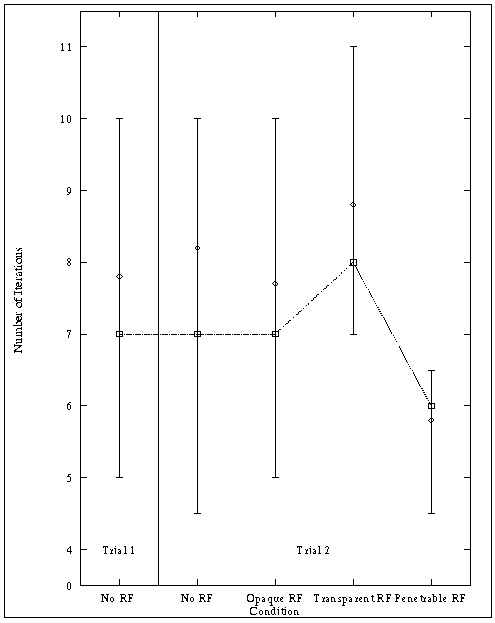 11
10
9
8
7
6
5
4
0
Number of Iterations
Trial 1
Trial 2
No RF
No RF
Opaque RF
Transparent RF
Penetrable RF
Condition